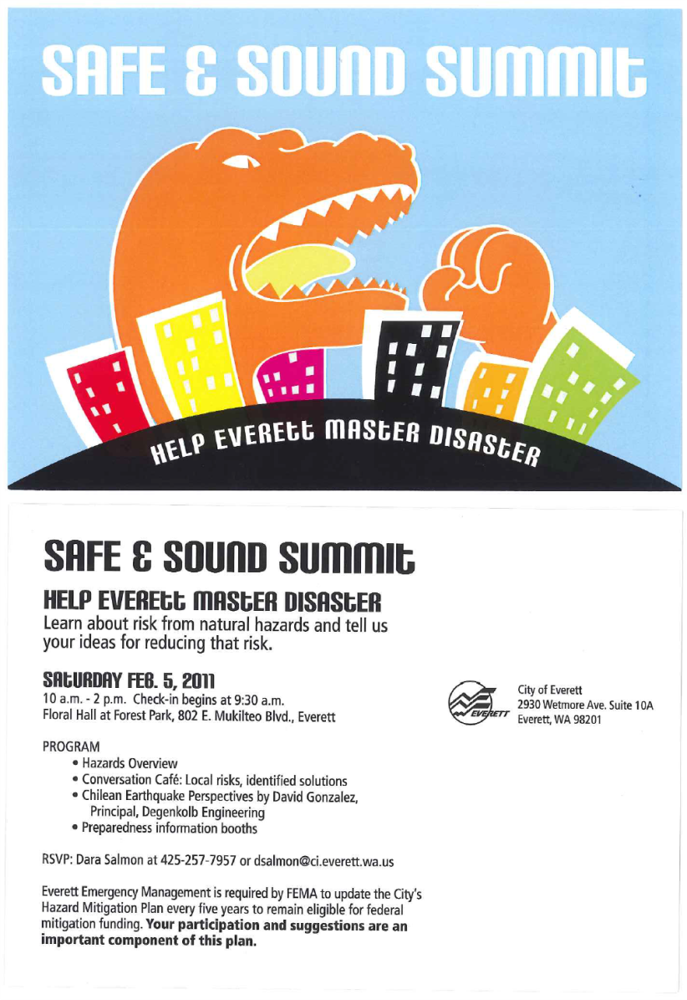 SAFE & SOUND SUMMIT
HELP EVERETT MASTER DISASTER
SAFE & SOUND SUMMIT
HELP EVERETT MASTER DISASTER
Learn about risk from natural hazards and tell us
your ideas for reducing that risk.
SATURDAY FEB. 5, 2011
10 a.m. - 2 p.m.  Check-in begins at 9:30 a.m.
Floral Hall at Forest Park, 802 E. Mukilteo Blvd., Everett
EVERETT
City of Everett
2930 Wetmore Ave. Suite 10A
Everett, WA 98201
PROGRAM
• Hazards Overview
• Conversation Café: Local risks, identified solutions
• Chilean Earthquake Perspectives by David Gonzalez,
Principal, Degenkolb Engineering
• Preparedness information booths
RSVP: Dara Salmon at 425-257-7957 or dsalmon@ci.everett.wa.us
Everett Emergency Management is required by FEMA to update the City's
Hazard Mitigation Plan every five years to remain eligible for federal
mitigation funding. Your participation and suggestions are an
important component of this plan.